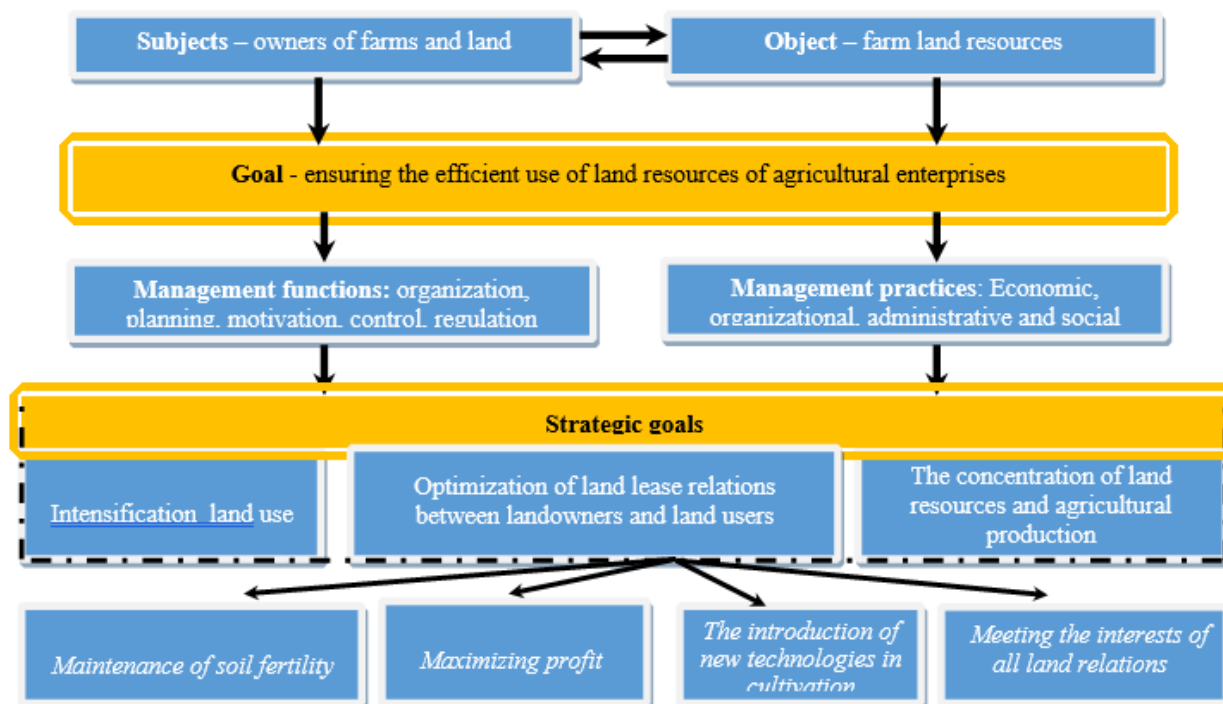 Subjects – owners of farms and land
Object – farm land resources
Goal - ensuring the efficient use of land resources of agricultural enterprises
Management functions: organization,
planning, motivation, control, regulation
Management practices: Economic,
organizational, administrative and social
Strategic goals
Intensification land use
Optimization of land lease relations
between landowners and land users
The concentration of land
resources and agricultural
production
Maintenance of soil fertility
Maximizing profit
The introduction of
new technologies in
cultivation
Meeting the interests of
all land relations